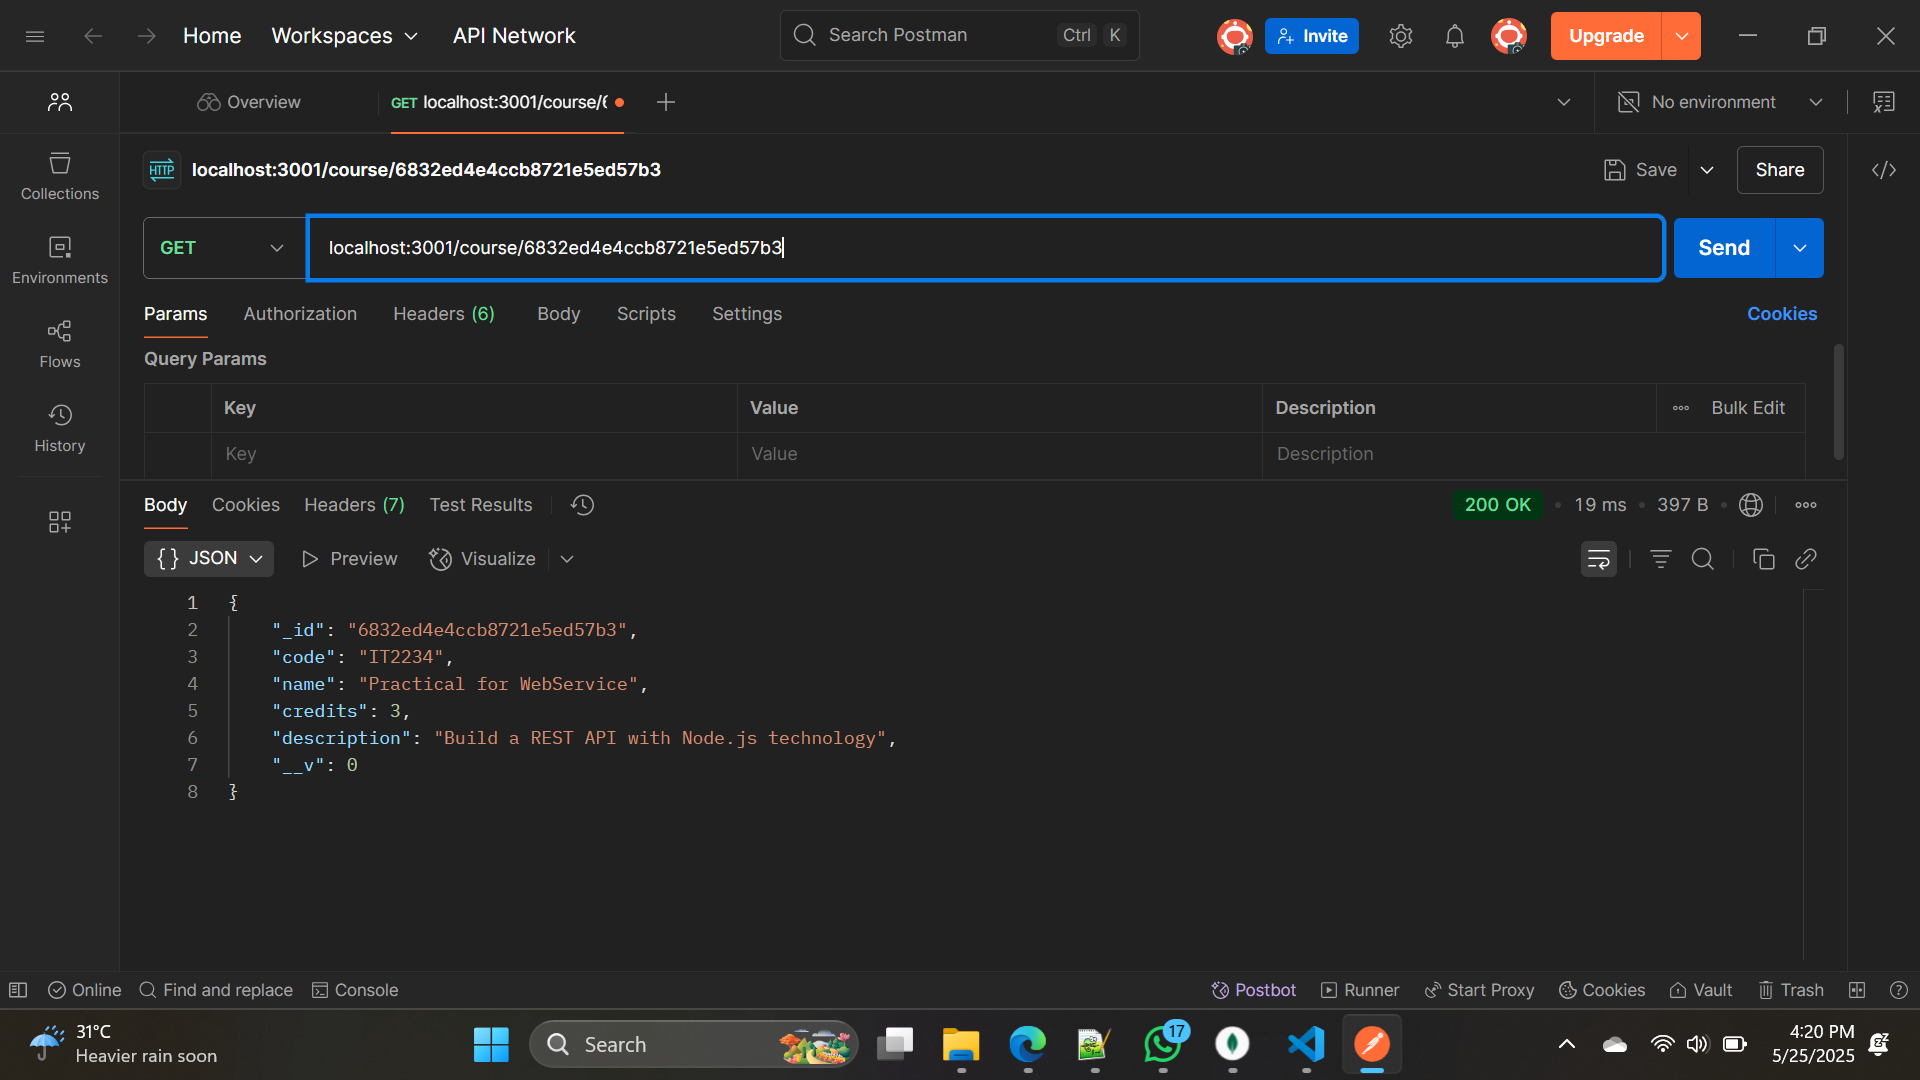 Home Workspaces API Network Search Postman Ctrl K Invite Upgrade
Overview GET localhost:3001/course/6 No environment
HTTP localhost:3001/course/6832ed4e4ccb8721e5ed57b3 Save Share
Collections
GET localhost:3001/course/6832ed4e4ccb8721e5ed57b3 Send
Environments
Params Authorization Headers (6) Body Scripts Settings Cookies
Flows
Query Params
Key Value Description Bulk Edit
History
Key Value Description
Body Cookies Headers (7) Test Results 200 OK • 19 ms • 397 B •
{} JSON Preview Visualize
1 {
2 "_id": "6832ed4e4ccb8721e5ed57b3",
3 "code": "IT2234",
4 "name": "Practical for WebService",
5 "credits": 3,
6 "description": "Build a REST API with Node.js technology",
7 "__v": 0
8 }
Online Find and replace Console Postbot Runner Start Proxy Cookies Vault Trash
31°C
Heavier rain soon
Search
17
4:20 PM
5/25/2025